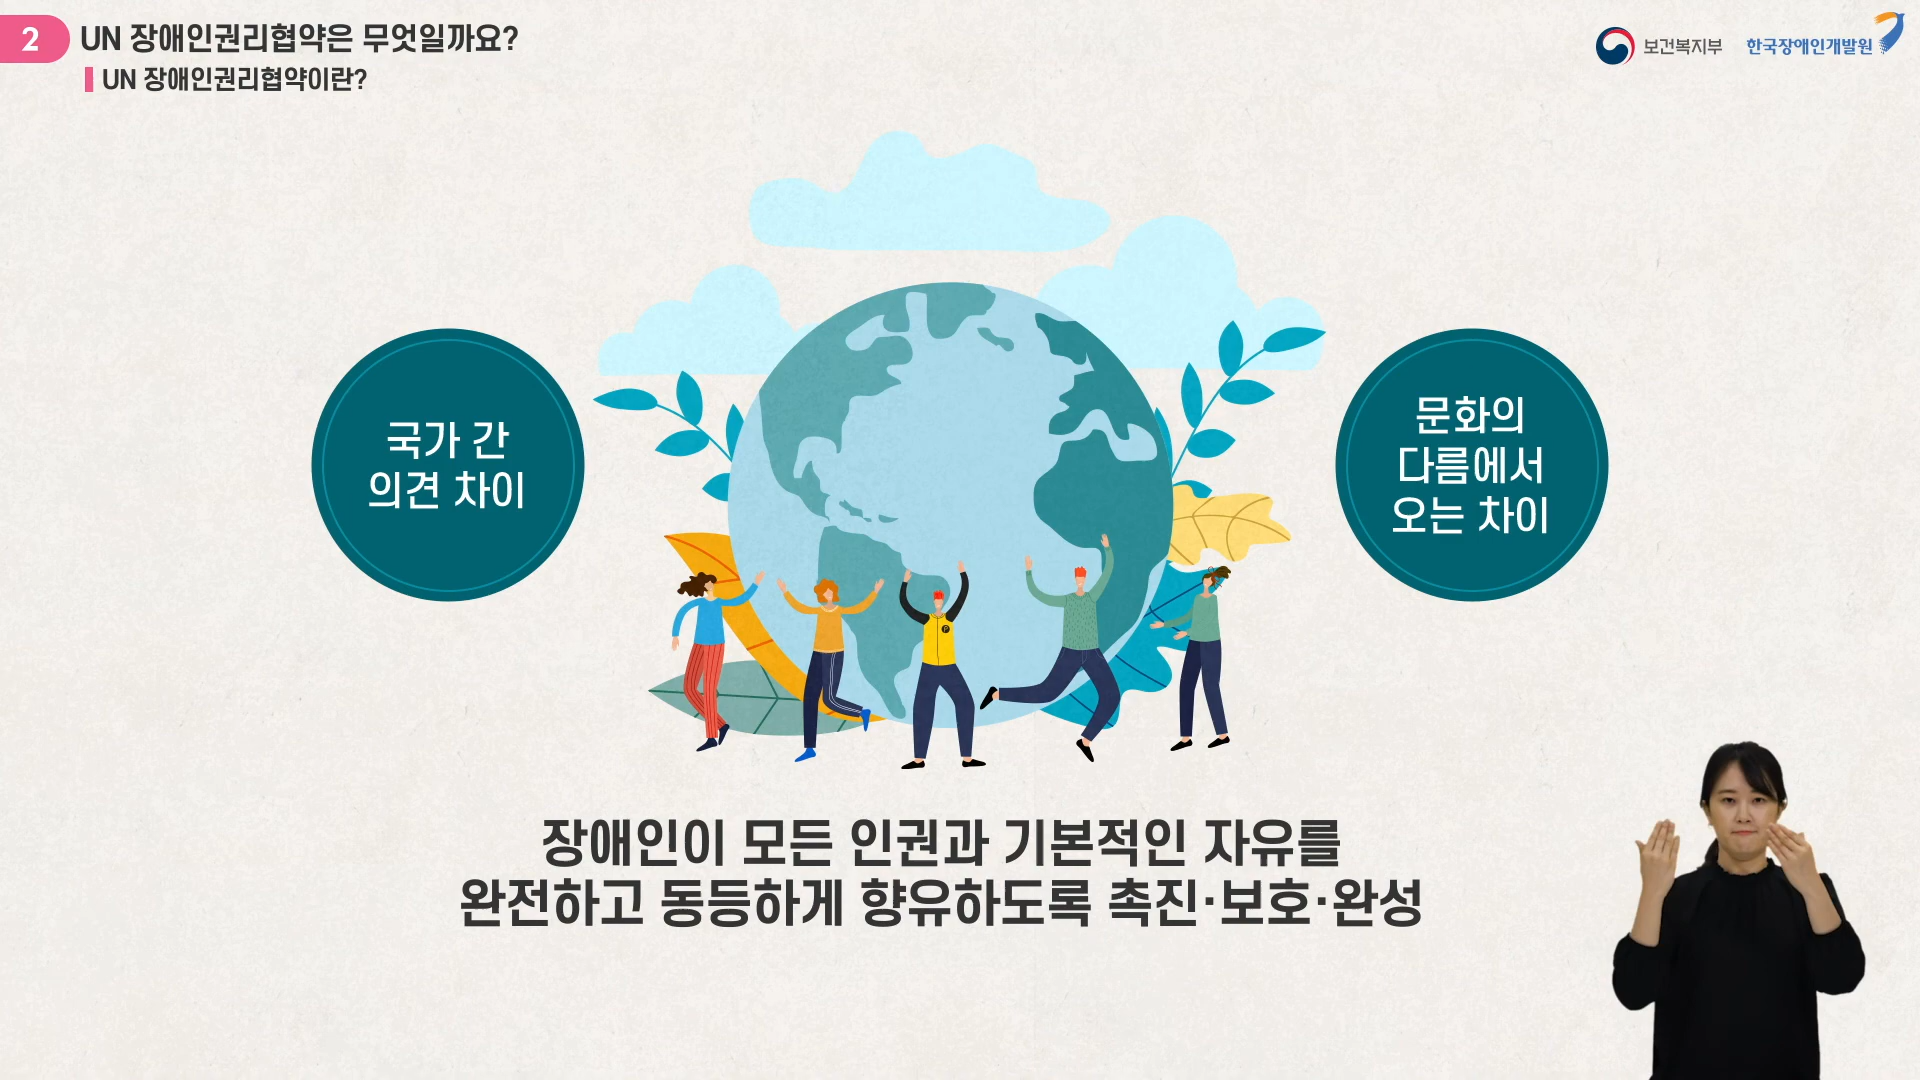 2
UN 장애인권리협약은 무엇일까요?
UN 장애인권리협약이란?
보건복지부
한국장애인개발원
국가 간
의견 차이
문화의
다름에서
오는 차이
장애인이 모든 인권과 기본적인 자유를
완전하고 동등하게 향유하도록 촉진·보호·완성